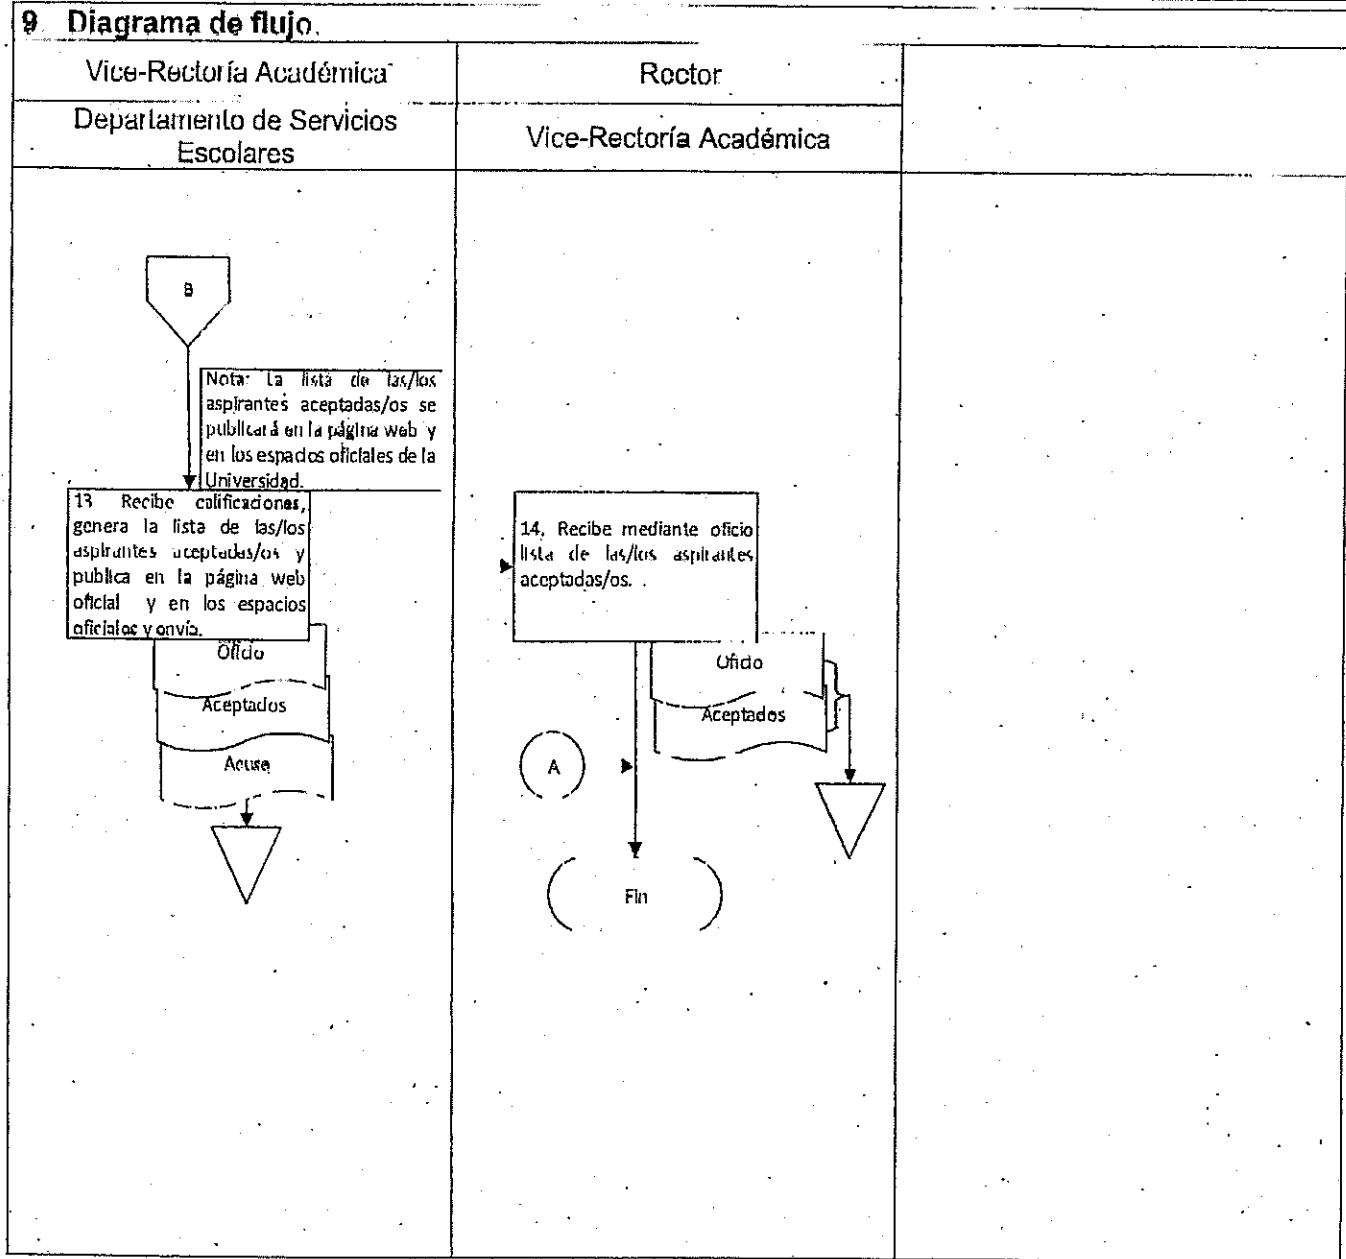 9. Diagrama de flujo.
Vice-Rectoría Académica
Rector
Departamento de Servicios
Escolares
Vice-Rectoría Académica
B
Nota: La lista de las/los
aspirantes aceptadas/os se
publicará en la página web y
en los espacios oficiales de la
Universidad.
13 Recibe calificaciones,
genera la lista de las/los
aspirantes aceptadas/os y
publica en la página web
oficial y en los espacios
oficiales y envía.
Oficio
Aceptados
Acuse
14. Recibe mediante oficio
lista de las/los aspirantes
aceptadas/os.
Oficio
Aceptados
A
Fin